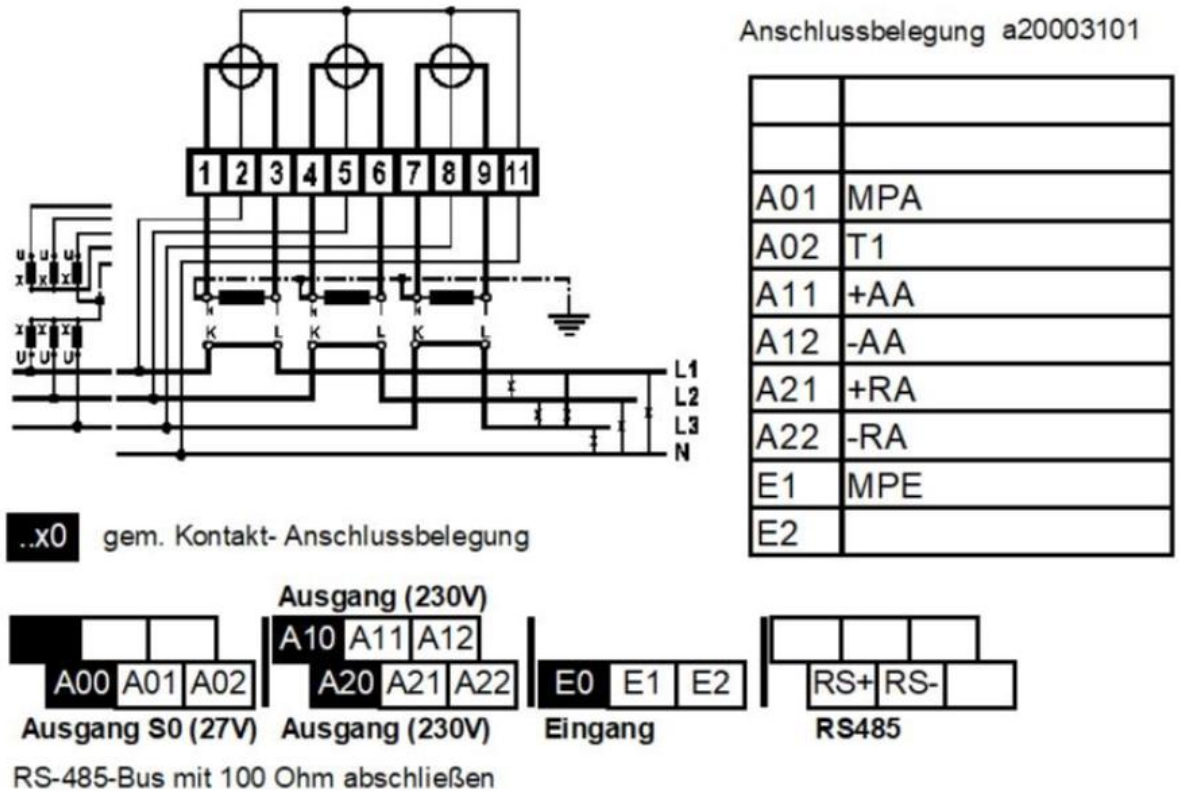 Anschlussbelegung a20003101
1 2 3 4 5 6 7 8 9 11
A01 MPA
A02 T1
A11 +AA
A12 -AA
A21 +RA
A22 -RA
E1 MPE
E2
U U U
X X X
X X X
U U U
K L K L K L
K L K L K L
L1
L2
L3
N
..x0 gem. Kontakt- Anschlussbelegung
Ausgang (230V)
A10 A11 A12
A00 A01 A02 A20 A21 A22 E0 E1 E2 RS+ RS-
Ausgang S0 (27V) Ausgang (230V) Eingang RS485
RS-485-Bus mit 100 Ohm abschließen